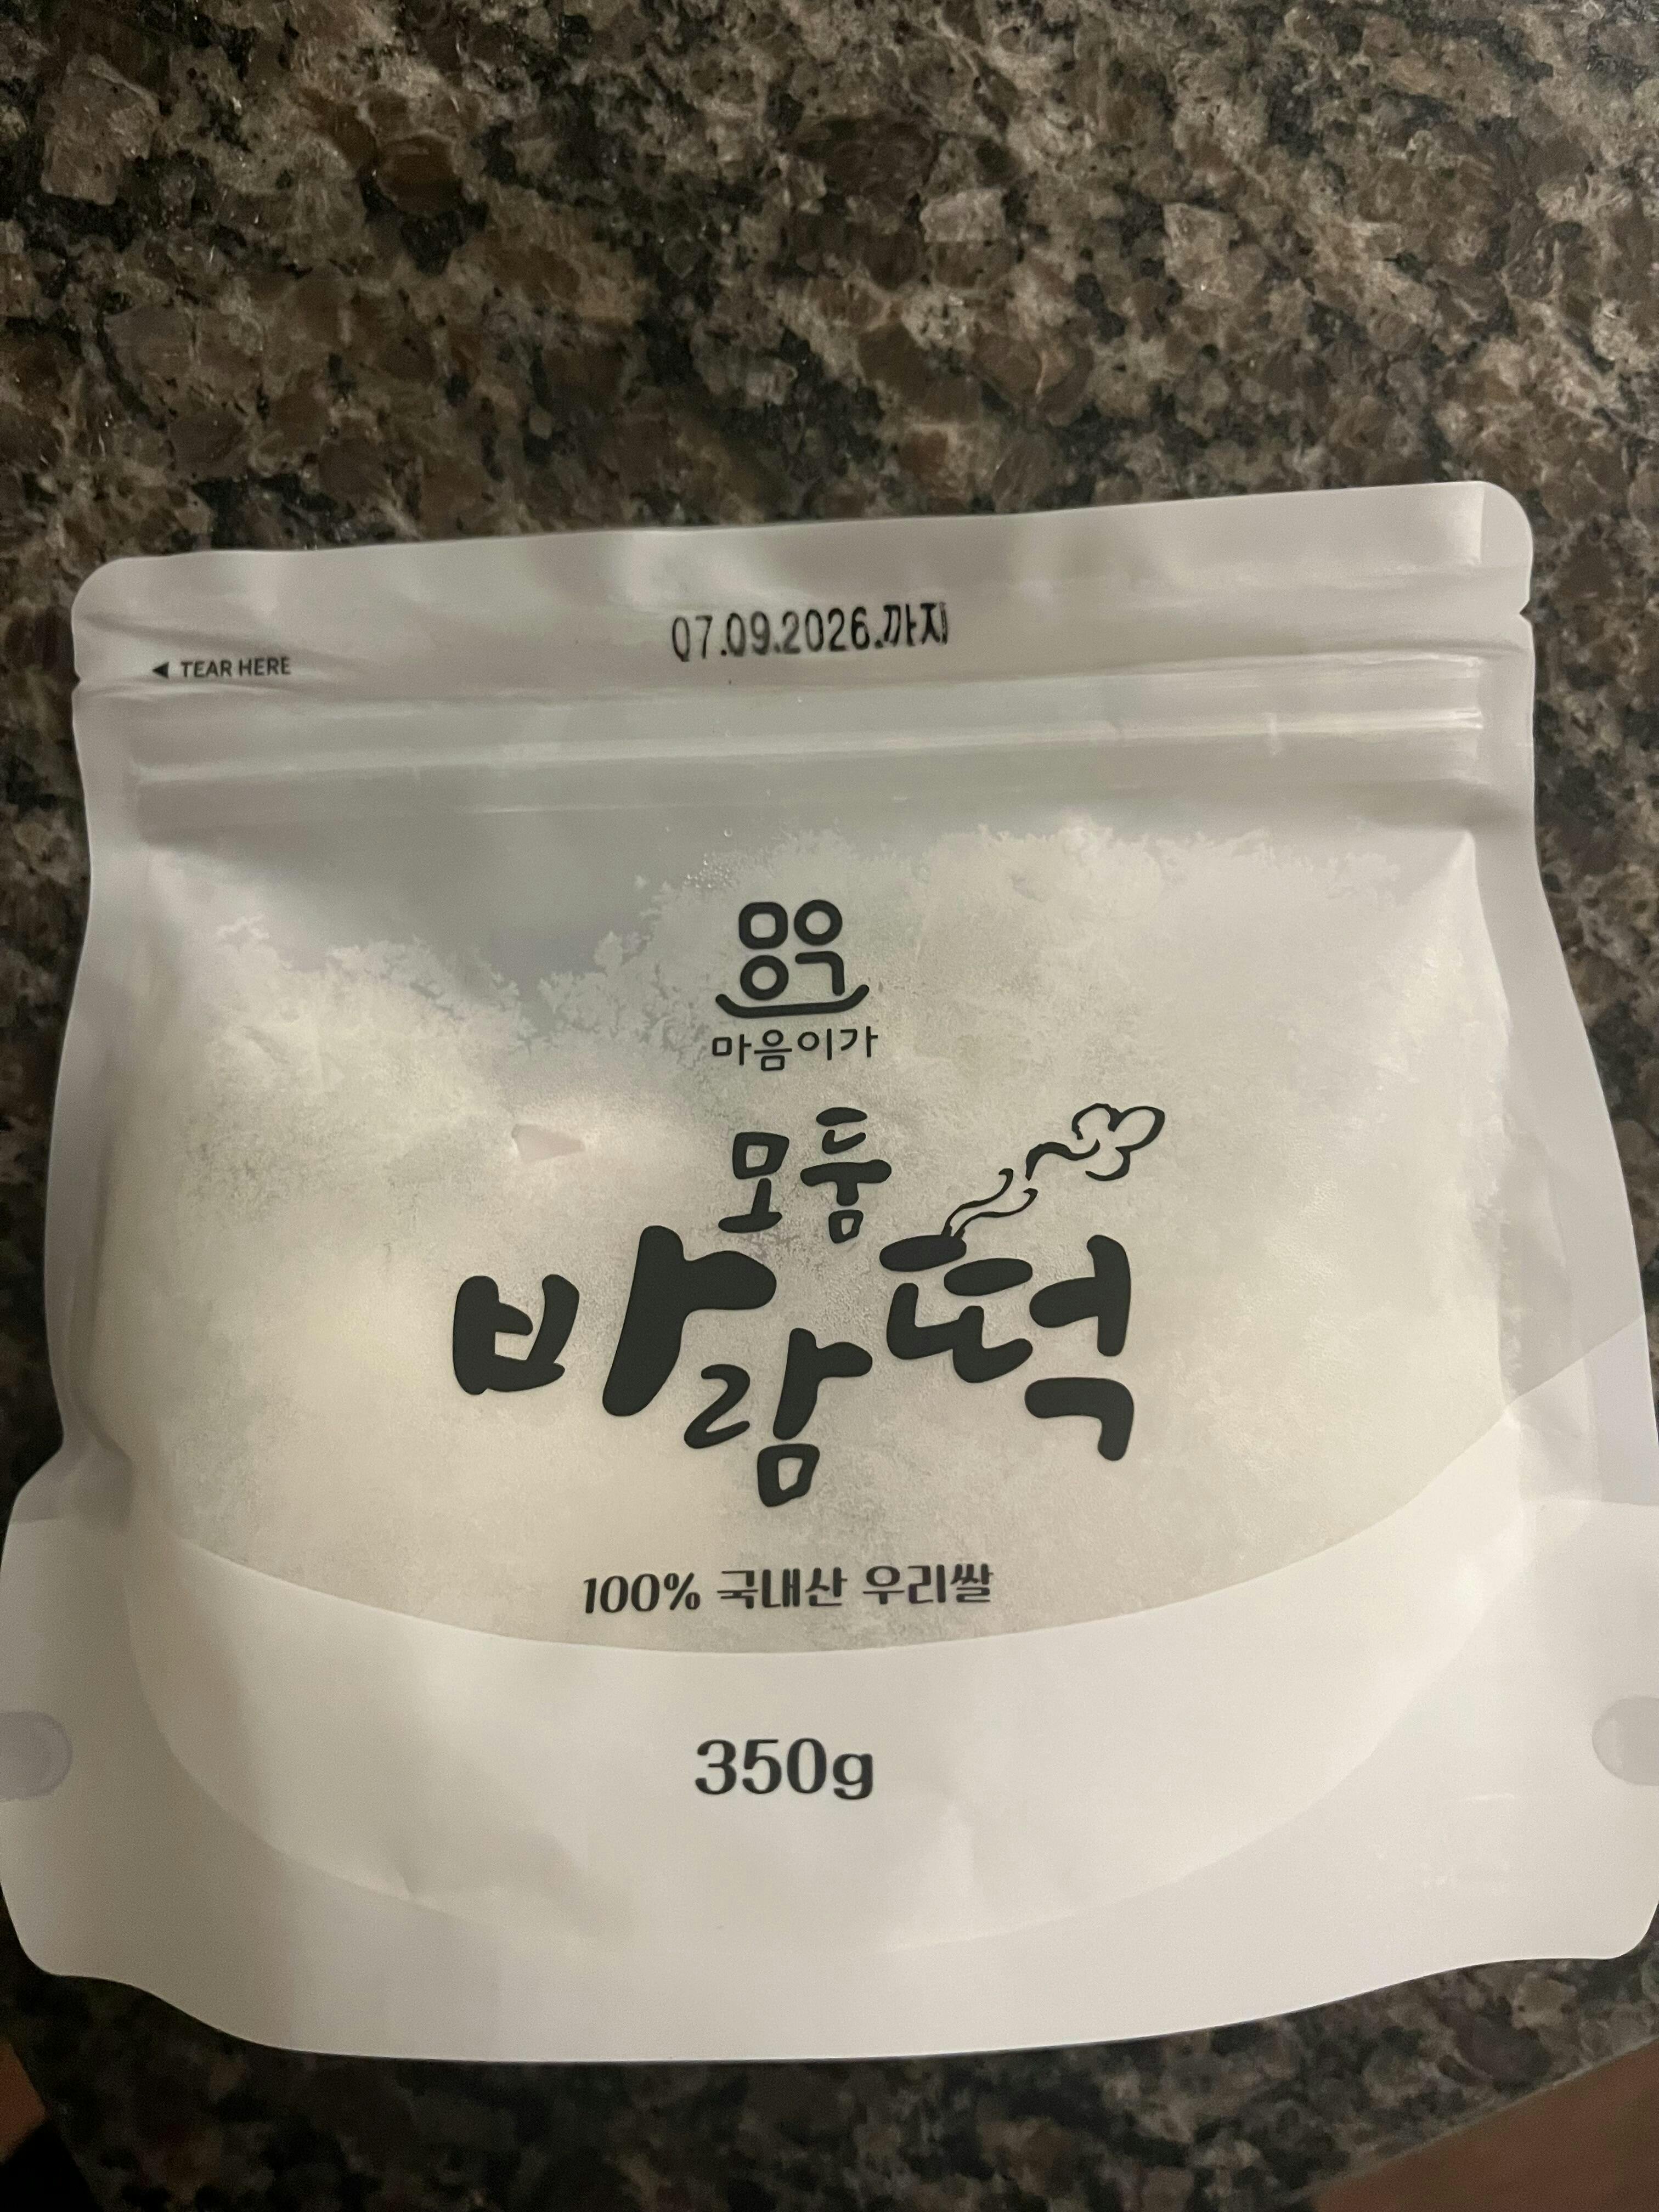 07.09.2026.까지
◀ TEAR HERE
마음이가
모둠
바람떡
100% 국내산 우리쌀
350g